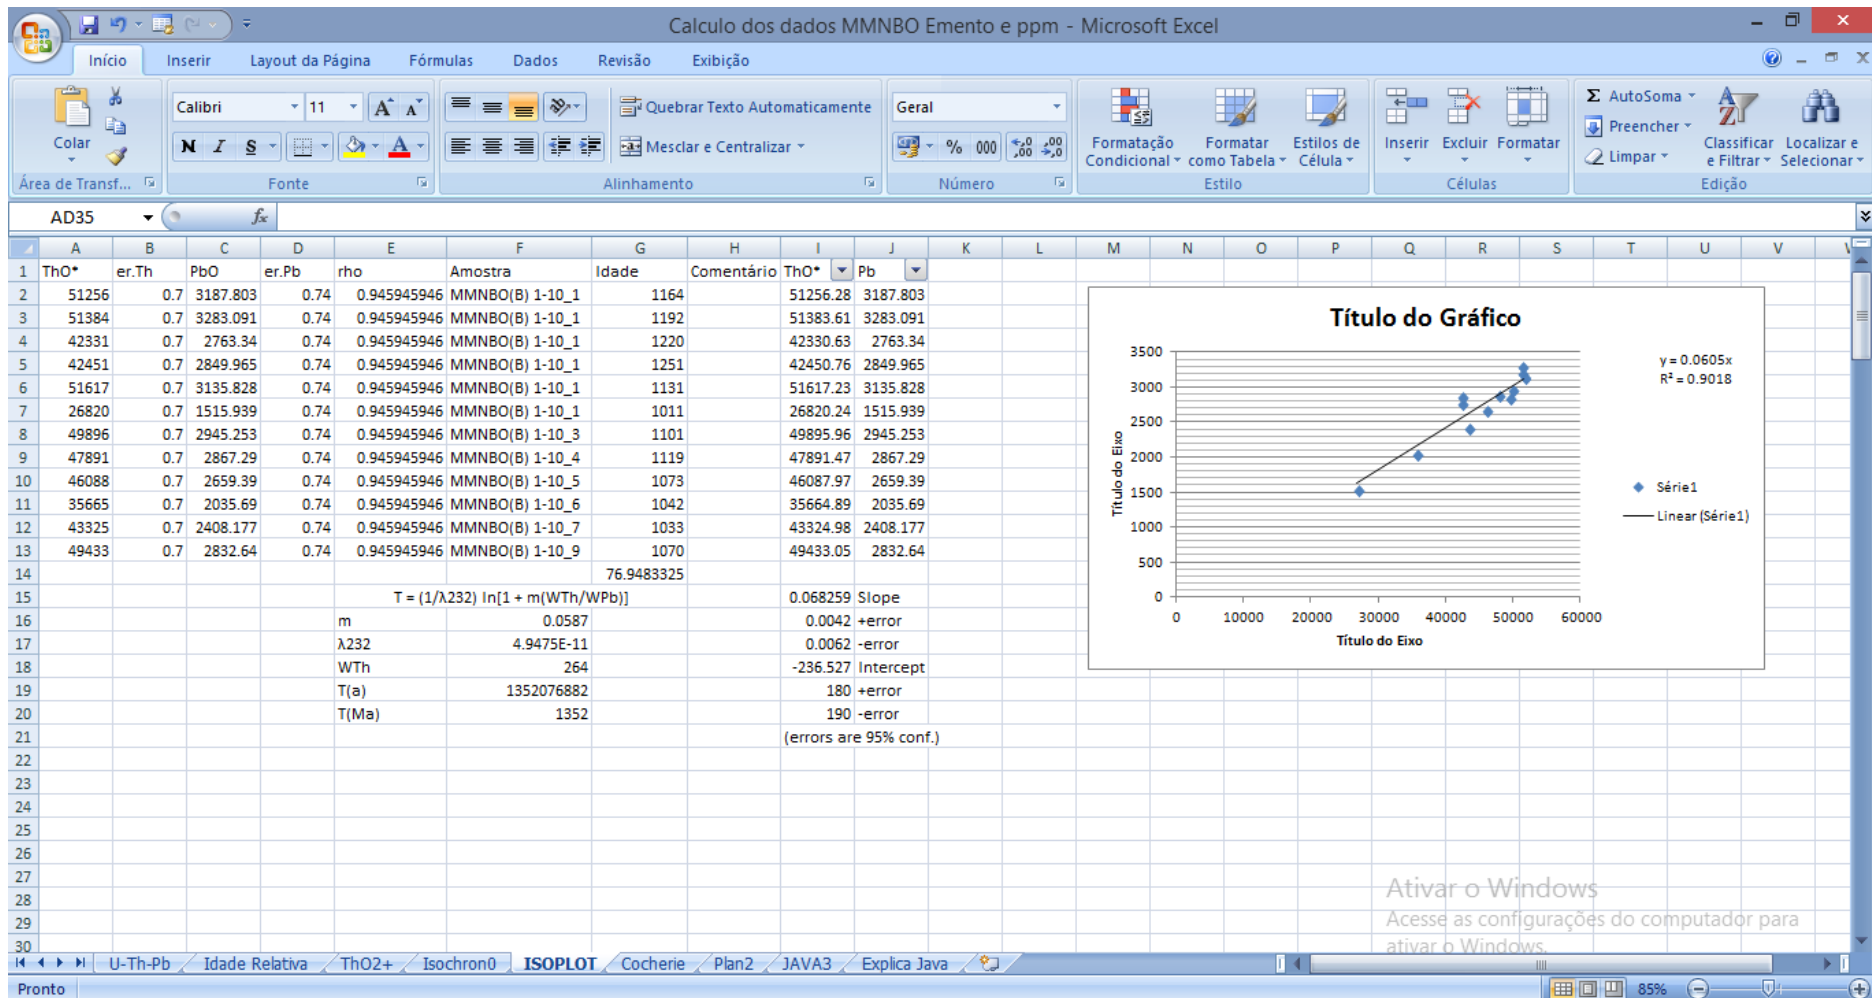 Calculo dos dados MMNBO Emento e ppm - Microsoft Excel
Início Inserir Layout da Página Fórmulas Dados Revisão Exibição
Colar
Calibri 11 A A
N I S A
Quebrar Texto Automaticamente
Mesclar e Centralizar
Geral
% 000
Formatação Condicional
Formatar como Tabela
Estilos de Célula
Inserir Excluir Formatar
Σ AutoSoma
Preencher
Limpar
Classificar e Filtrar
Localizar e Selecionar
Área de Transf... Fonte Alinhamento Número Estilo Células Edição
AD35 fx
A B C D E F G H I J K L M N O P Q R S T U V
1 ThO* er.Th PbO er.Pb rho Amostra Idade Comentário ThO* Pb
2 51256 0.7 3187.803 0.74 0.945945946 MMNBO(B) 1-10_1 1164 51256.28 3187.803
3 51384 0.7 3283.091 0.74 0.945945946 MMNBO(B) 1-10_1 1192 51383.61 3283.091
4 42331 0.7 2763.34 0.74 0.945945946 MMNBO(B) 1-10_1 1220 42330.63 2763.34
5 42451 0.7 2849.965 0.74 0.945945946 MMNBO(B) 1-10_1 1251 42450.76 2849.965
6 51617 0.7 3135.828 0.74 0.945945946 MMNBO(B) 1-10_1 1131 51617.23 3135.828
7 26820 0.7 1515.939 0.74 0.945945946 MMNBO(B) 1-10_1 1011 26820.24 1515.939
8 49896 0.7 2945.253 0.74 0.945945946 MMNBO(B) 1-10_3 1101 49895.96 2945.253
9 47891 0.7 2867.29 0.74 0.945945946 MMNBO(B) 1-10_4 1119 47891.47 2867.29
10 46088 0.7 2659.39 0.74 0.945945946 MMNBO(B) 1-10_5 1073 46087.97 2659.39
11 35665 0.7 2035.69 0.74 0.945945946 MMNBO(B) 1-10_6 1042 35664.89 2035.69
12 43325 0.7 2408.177 0.74 0.945945946 MMNBO(B) 1-10_7 1033 43324.98 2408.177
13 49433 0.7 2832.64 0.74 0.945945946 MMNBO(B) 1-10_9 1070 49433.05 2832.64
14 76.9483325
15 T = (1/λ232) ln[1 + m(WTh/WPb)] 0.068259 Slope
16 m 0.0587 0.0042 +error
17 λ232 4.9475E-11 0.0062 -error
18 WTh 264 -236.527 Intercept
19 T(a) 1352076882 180 +error
20 T(Ma) 1352 190 -error
21 (errors are 95% conf.)
22
23
24
25
26
27
28
29
30
Título do Gráfico
3500
3000
2500
2000
1500
1000
500
0
Título do Eixo
0 10000 20000 30000 40000 50000 60000
Título do Eixo
y = 0.0605x
R² = 0.9018
Série1
Linear (Série1)
Ativar o Windows
Acesse as configurações do computador para
ativar o Windows.
U-Th-Pb Idade Relativa ThO2+ Isochron0 ISOPLOT Cocherie Plan2 JAVA3 Explica Java
Pronto 85%